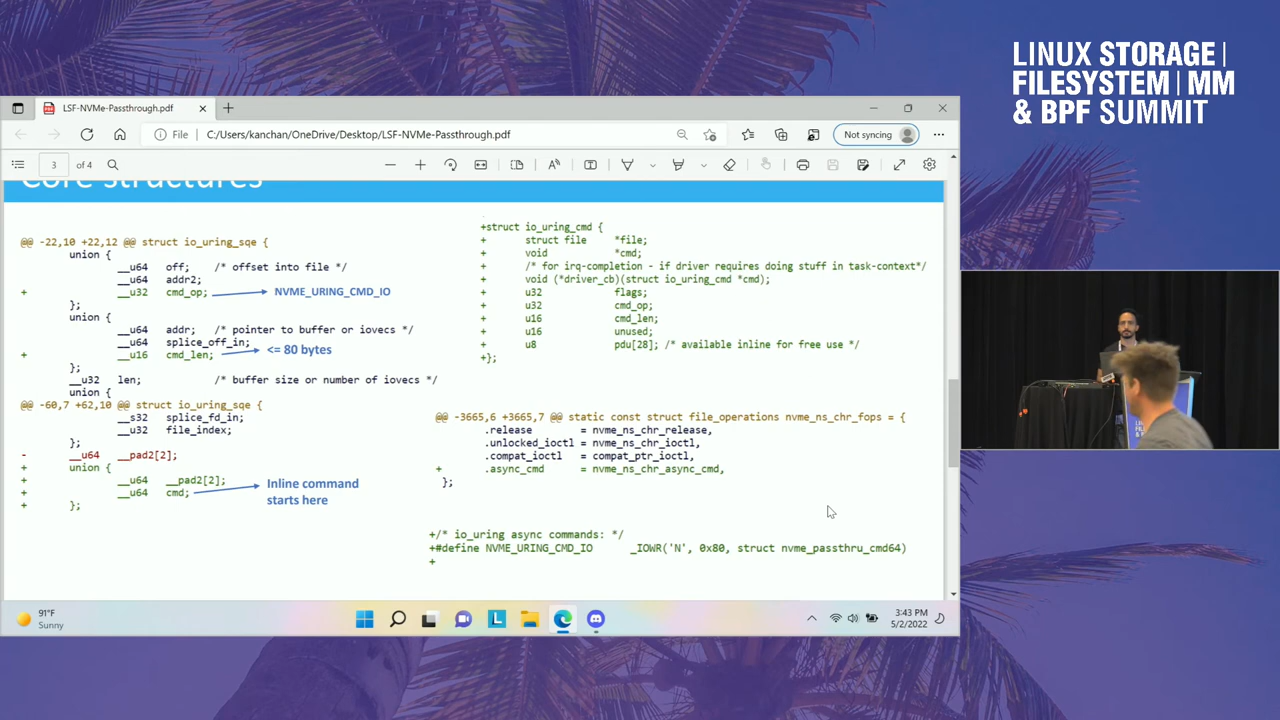 LINUX STORAGE |
FILESYSTEM | MM
& BPF SUMMIT
LSF-NVMe-Passthrough.pdf
File
C:/Users/kanchan/OneDrive/Desktop/LSF-NVMe-Passthrough.pdf
Not syncing
3 of 4
Core structures
@@ -22,10 +22,12 @@ struct io_uring_sqe {
union {
__u64 off; /* offset into file */
__u64 addr2;
+ __u32 cmd_op;
NVME_URING_CMD_IO
};
union {
__u64 addr; /* pointer to buffer or iovecs */
__u64 splice_off_in;
+ __u16 cmd_len;
<= 80 bytes
};
__u32 len; /* buffer size or number of iovecs */
union {
@@ -60,7 +62,10 @@ struct io_uring_sqe {
__s32 splice_fd_in;
__u32 file_index;
};
- __u64 __pad2[2];
+ union {
+ __u64 __pad2[2];
+ __u64 cmd;
+ };
Inline command
starts here
+struct io_uring_cmd {
+ struct file *file;
+ void *cmd;
+ /* for irq-completion - if driver requires doing stuff in task-context*/
+ void (*driver_cb)(struct io_uring_cmd *cmd);
+ u32 flags;
+ u32 cmd_op;
+ u16 cmd_len;
+ u16 unused;
+ u8 pdu[28]; /* available inline for free use */
+};
@@ -3665,6 +3665,7 @@ static const struct file_operations nvme_ns_chr_fops = {
.release = nvme_ns_chr_release,
.unlocked_ioctl = nvme_ns_chr_ioctl,
.compat_ioctl = compat_ptr_ioctl,
+ .async_cmd = nvme_ns_chr_async_cmd,
};
+/* io_uring async commands: */
+#define NVME_URING_CMD_IO _IOWR('N', 0x80, struct nvme_passthru_cmd64)
+
91°F
Sunny
3:43 PM
5/2/2022